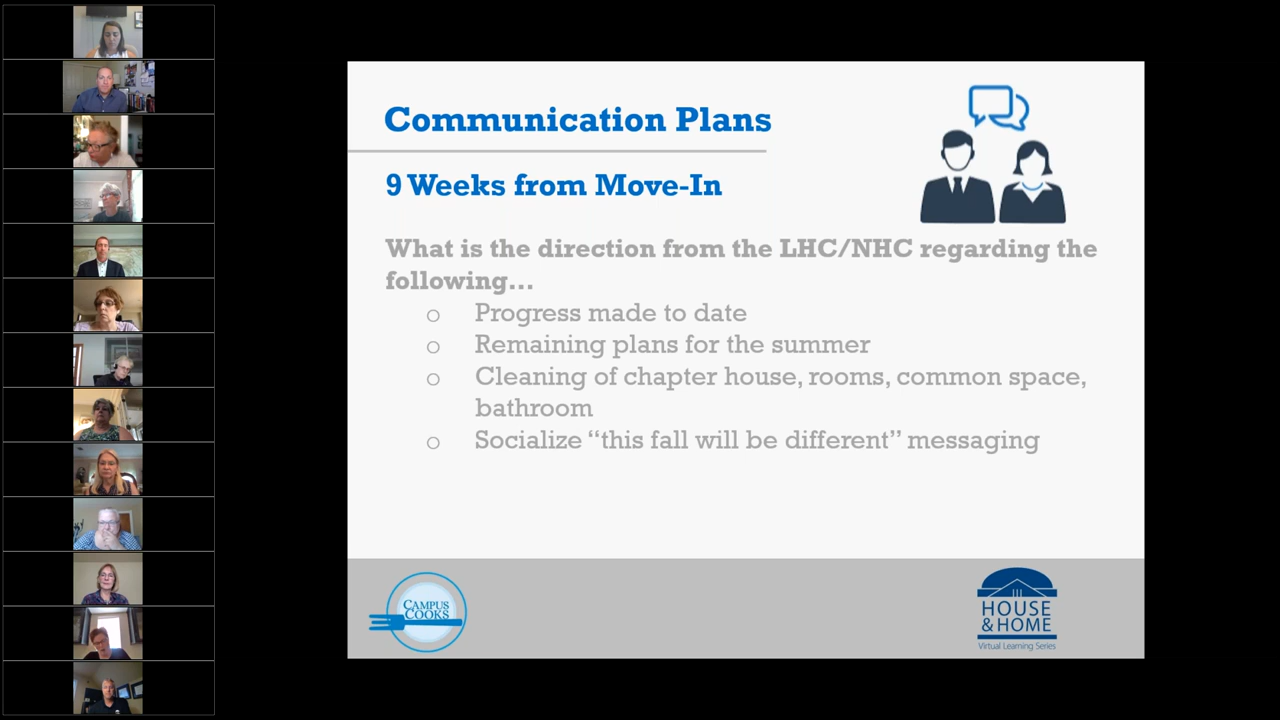 Communication Plans
9 Weeks from Move-In
What is the direction from the LHC/NHC regarding the
following...
o Progress made to date
o Remaining plans for the summer
o Cleaning of chapter house, rooms, common space,
bathroom
o Socialize “this fall will be different” messaging
CAMPUS
COOKS
HOUSE
& HOME
Virtual Learning Series